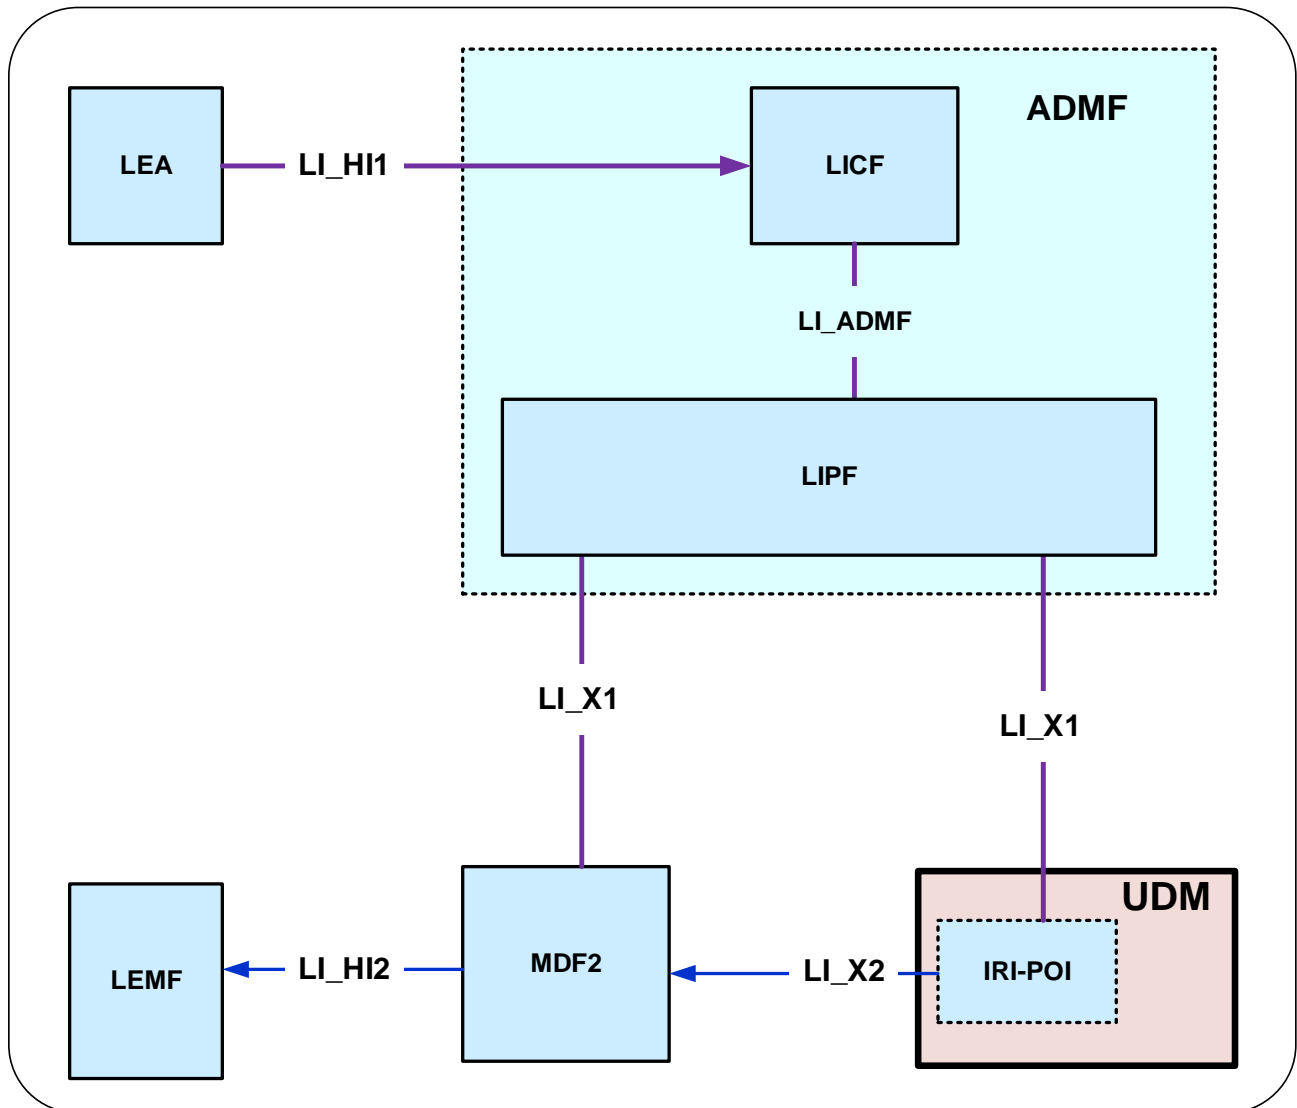 ADMF
LEA
LI_HI1
LICF
LI_ADMF
LIPF
LI_X1
LI_X1
UDM
LEMF
LI_HI2
MDF2
LI_X2
IRI-POI